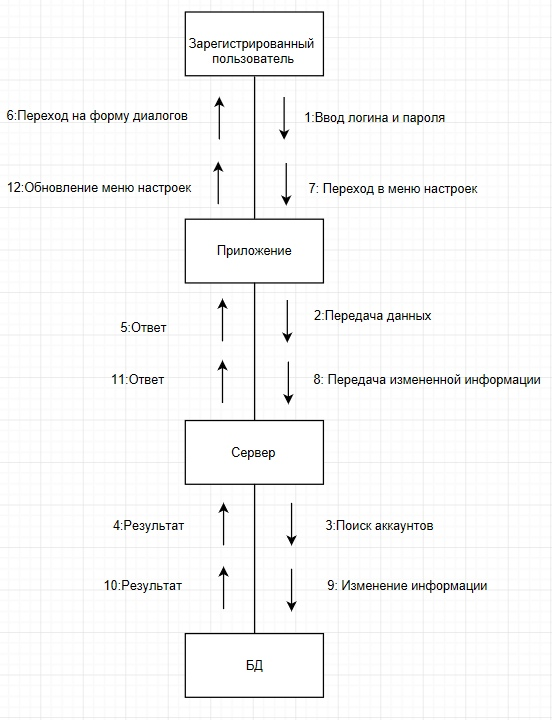 Зарегистрированный
пользователь
6:Переход на форму диалогов
1:Ввод логина и пароля
12:Обновление меню настроек
7: Переход в меню настроек
Приложение
2:Передача данных
5:Ответ
11:Ответ
8: Передача измененной информации
Сервер
4:Результат
3:Поиск аккаунтов
10:Результат
9: Изменение информации
БД